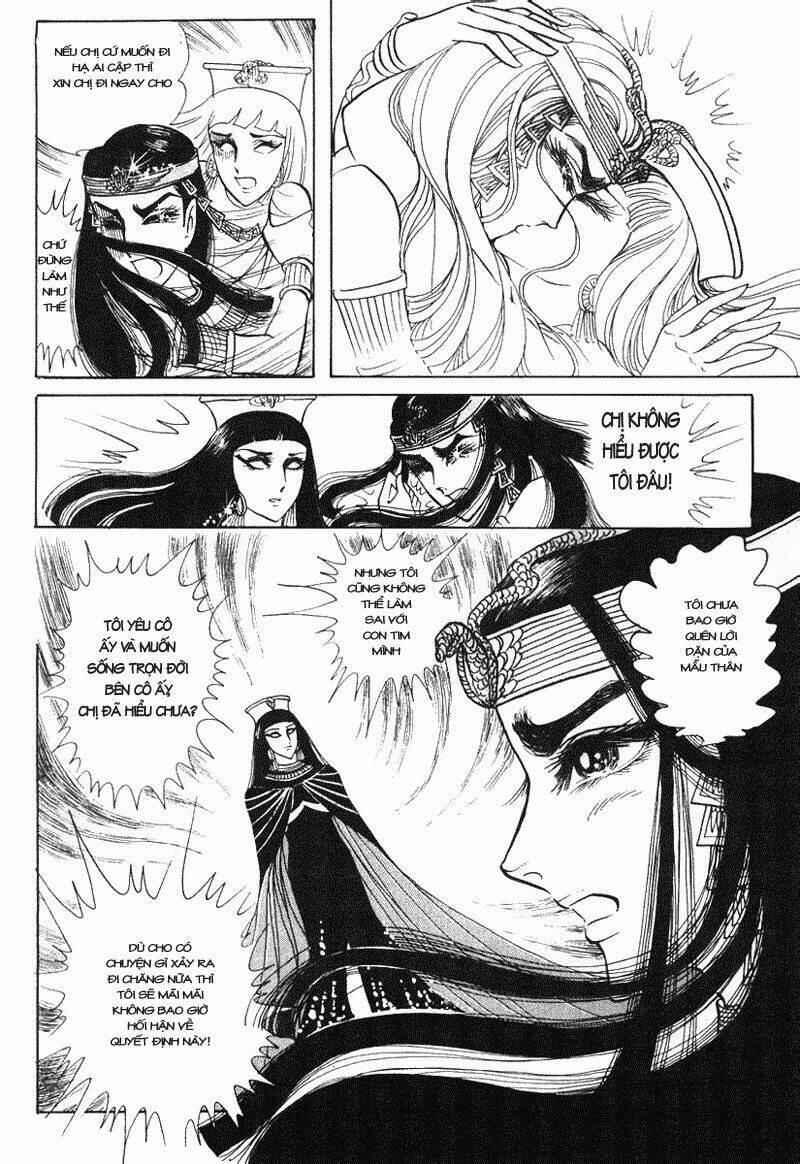 NẾU CHỊ CỨ MUỐN ĐI
HẠ AI CẬP THÌ
XIN CHỊ ĐI NGAY CHO
CHỨ
ĐỪNG
LÀM
NHƯ
THẾ
CHỊ KHÔNG
HIỂU ĐƯỢC
TÔI ĐÂU!
TÔI CHƯA
BAO GIỜ
QUÊN LỜI
DẶN CỦA
MẪU THÂN
NHƯNG TÔI
CŨNG KHÔNG
THỂ LÀM
SAI VỚI
CON TIM
MÌNH
TÔI YÊU CÔ
ẤY VÀ MUỐN
SỐNG TRỌN ĐỜI
BÊN CÔ ẤY
CHỊ ĐÃ HIỂU CHƯA?
DÙ CHO CÓ
CHUYỆN GÌ XẢY RA
ĐI CHĂNG NỮA THÌ
TÔI SẼ MÃI MÃI
KHÔNG BAO GIỜ
HỐI HẬN VỀ
QUYẾT ĐỊNH NÀY!